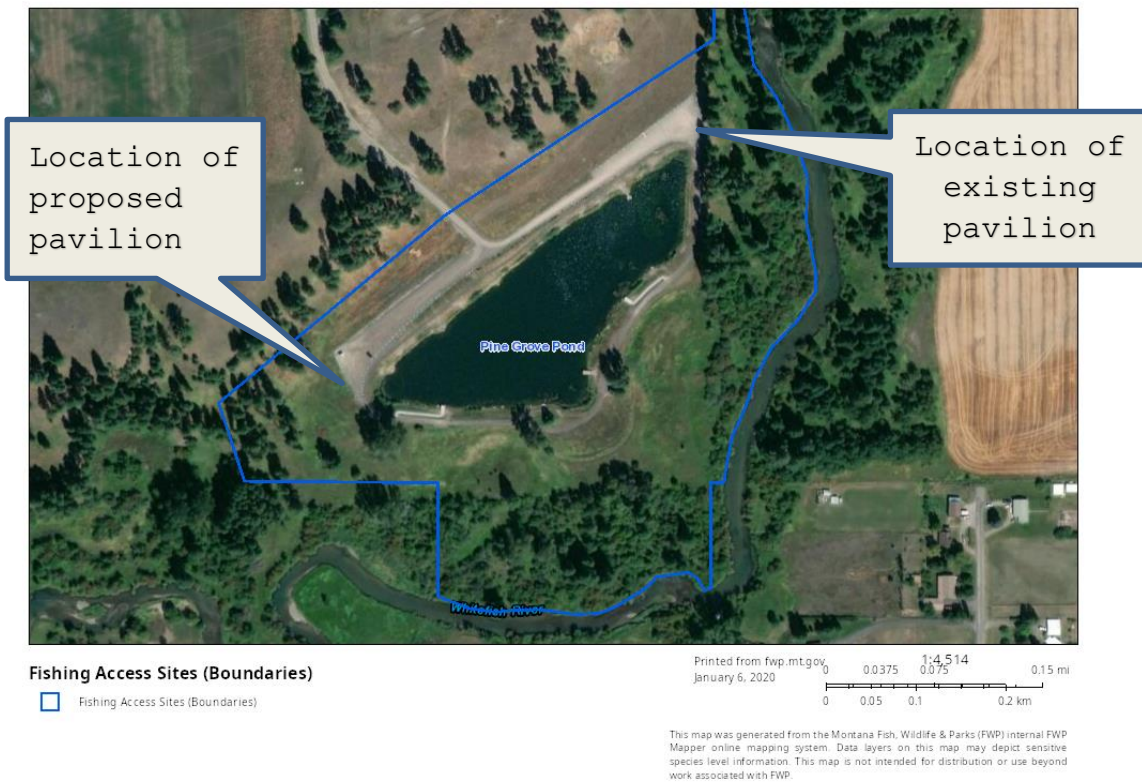 Location of
proposed
pavilion
Location of
existing
pavilion
Pine Grove Pond
Whitefish River
Fishing Access Sites (Boundaries)
Fishing Access Sites (Boundaries)
Printed from fwp.mt.gov
January 6, 2020
1:4,514
0 0.0375 0.075 0.15 mi
0 0.05 0.1 0.2 km
This map was generated from the Montana Fish, Wildlife & Parks (FWP) internal FWP
Mapper online mapping system. Data layers on this map may depict sensitive
species level information. This map is not intended for distribution or use beyond
work associated with FWP.